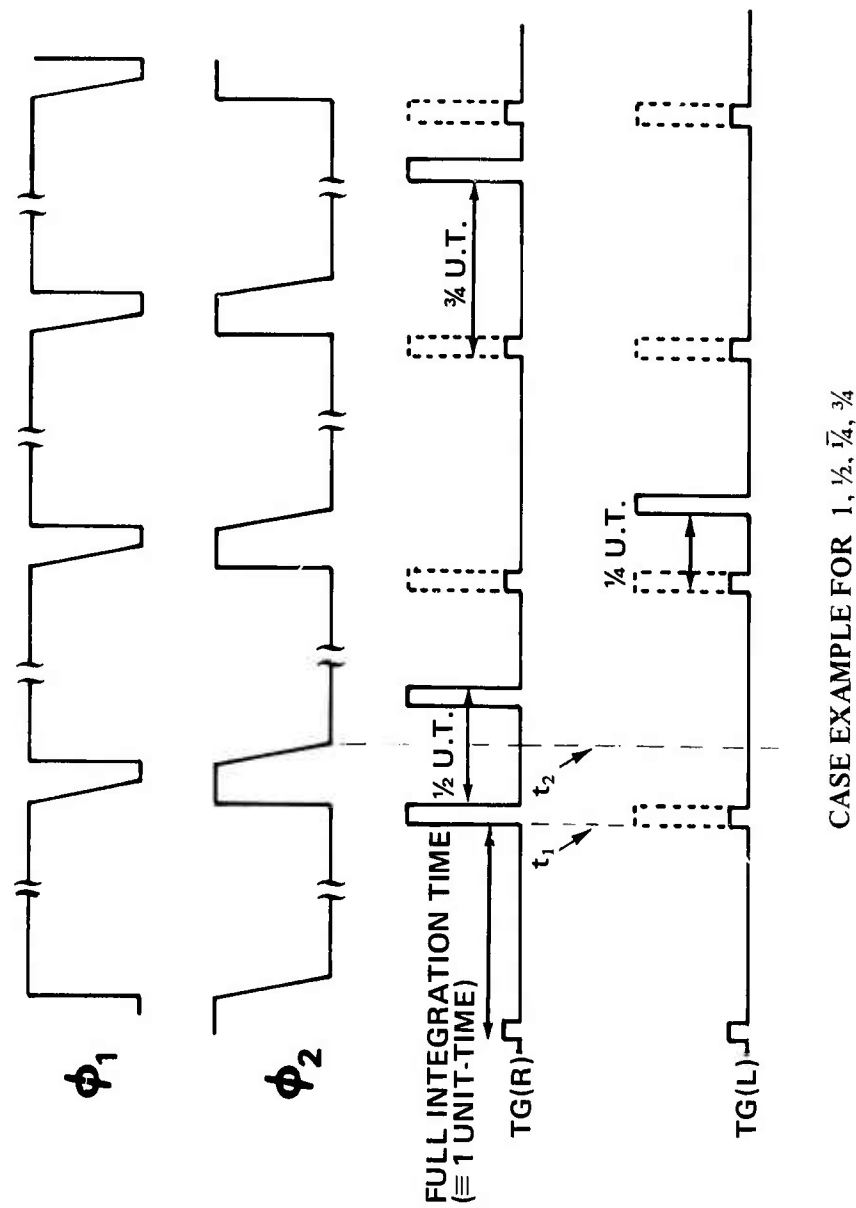 ϕ₁
ϕ₂
FULL INTEGRATION TIME
(≡ 1 UNIT-TIME)
½ U.T.
¾ U.T.
TG(R)
t₁
t₂
¼ U.T.
TG(L)
CASE EXAMPLE FOR 1, ½, 1̅/4, ¾